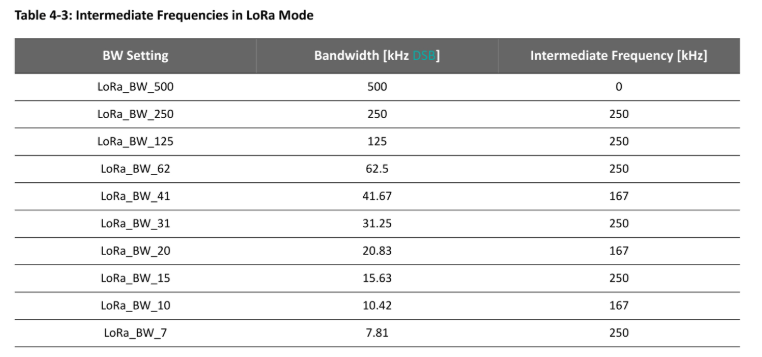 Table 4-3: Intermediate Frequencies in LoRa Mode
BW Setting Bandwidth [kHz DSB] Intermediate Frequency [kHz]
LoRa_BW_500 500 0
LoRa_BW_250 250 250
LoRa_BW_125 125 250
LoRa_BW_62 62.5 250
LoRa_BW_41 41.67 167
LoRa_BW_31 31.25 250
LoRa_BW_20 20.83 167
LoRa_BW_15 15.63 250
LoRa_BW_10 10.42 167
LoRa_BW_7 7.81 250